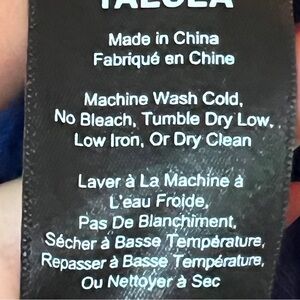 TALULA
Made in China
Fabriqué en Chine
Machine Wash Cold,
No Bleach, Tumble Dry Low,
Low Iron, Or Dry Clean
Laver à La Machine à
L'eau Froide,
Pas De Blanchiment,
Sécher à Basse Température,
Repasser à Basse Température,
Ou Nettoyer à Sec